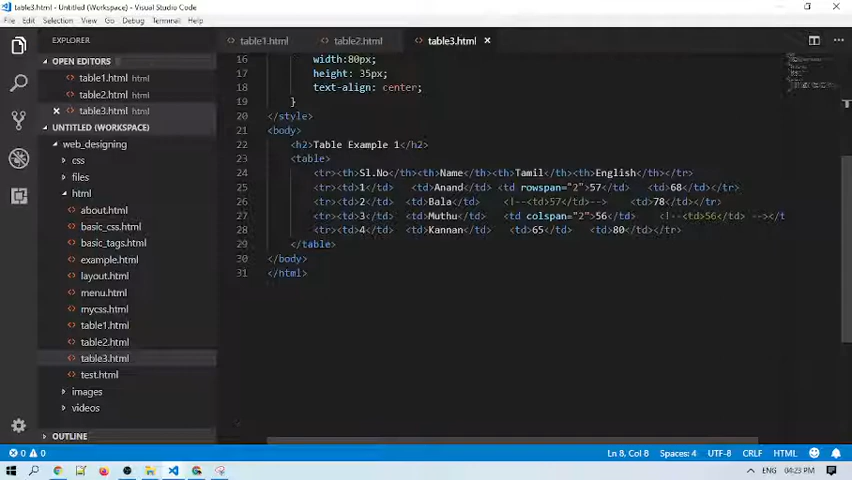 table3.html - Untitled (Workspace) - Visual Studio Code
File Edit Selection View Go Debug Terminal Help
EXPLORER
table1.html table2.html table3.html
OPEN EDITORS
table1.html html
table2.html html
table3.html html
UNTITLED (WORKSPACE)
web_designing
css
files
html
about.html
basic_css.html
basic_tags.html
example.html
layout.html
menu.html
mycss.html
table1.html
table2.html
table3.html
test.html
images
videos
OUTLINE
16 width:80px;
17 height: 35px;
18 text-align: center;
19 }
20 </style>
21 <body>
22 <h2>Table Example 1</h2>
23 <table>
24 <tr><th>Sl.No</th><th>Name</th><th>Tamil</th><th>English</th></tr>
25 <tr><td>1</td> <td>Anand</td> <td rowspan="2">57</td> <td>68</td></tr>
26 <tr><td>2</td> <td>Bala</td> <!--<td>57</td>--> <td>78</td></tr>
27 <tr><td>3</td> <td>Muthu</td> <td colspan="2">56</td> <!--<td>56</td> --></t
28 <tr><td>4</td> <td>Kannan</td> <td>65</td> <td>80</td></tr>
29 </table>
30 </body>
31 </html>
0 0 Ln 8, Col 8 Spaces: 4 UTF-8 CRLF HTML
ENG 04:23 PM